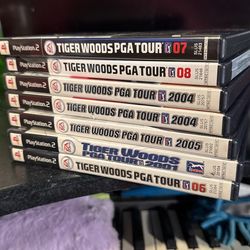 PlayStation 2 TIGER WOODS PGA TOUR 07
PlayStation 2 TIGER WOODS PGA TOUR 08
PlayStation 2 TIGER WOODS PGA TOUR 2004
PlayStation 2 TIGER WOODS PGA TOUR 2004
PlayStation 2 TIGER WOODS PGA TOUR 2005
PlayStation 2 TIGER WOODS
PGA TOUR 2001
PlayStation 2 TIGER WOODS PGA TOUR 06